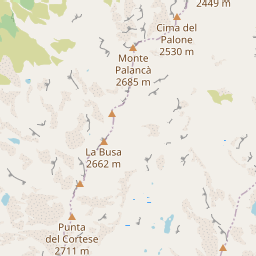 2449 m
Cima del
Palone
2530 m
Monte
Palancà
2685 m
La Busa
2662 m
Punta
del Cortese
2711 m